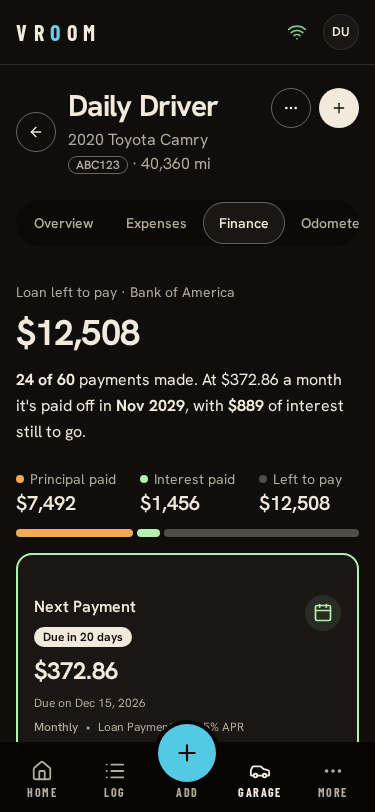 VROOM
DU
Daily Driver
2020 Toyota Camry
ABC123 · 40,360 mi
Overview Expenses Finance Odomete
Loan left to pay · Bank of America
$12,508
24 of 60 payments made. At $372.86 a month
it's paid off in Nov 2029, with $889 of interest
still to go.
Principal paid Interest paid Left to pay
$7,492 $1,456 $12,508
Next Payment
Due in 20 days
$372.86
Due on Dec 15, 2026
Monthly • Loan Paymen 5% APR
HOME LOG ADD GARAGE MORE